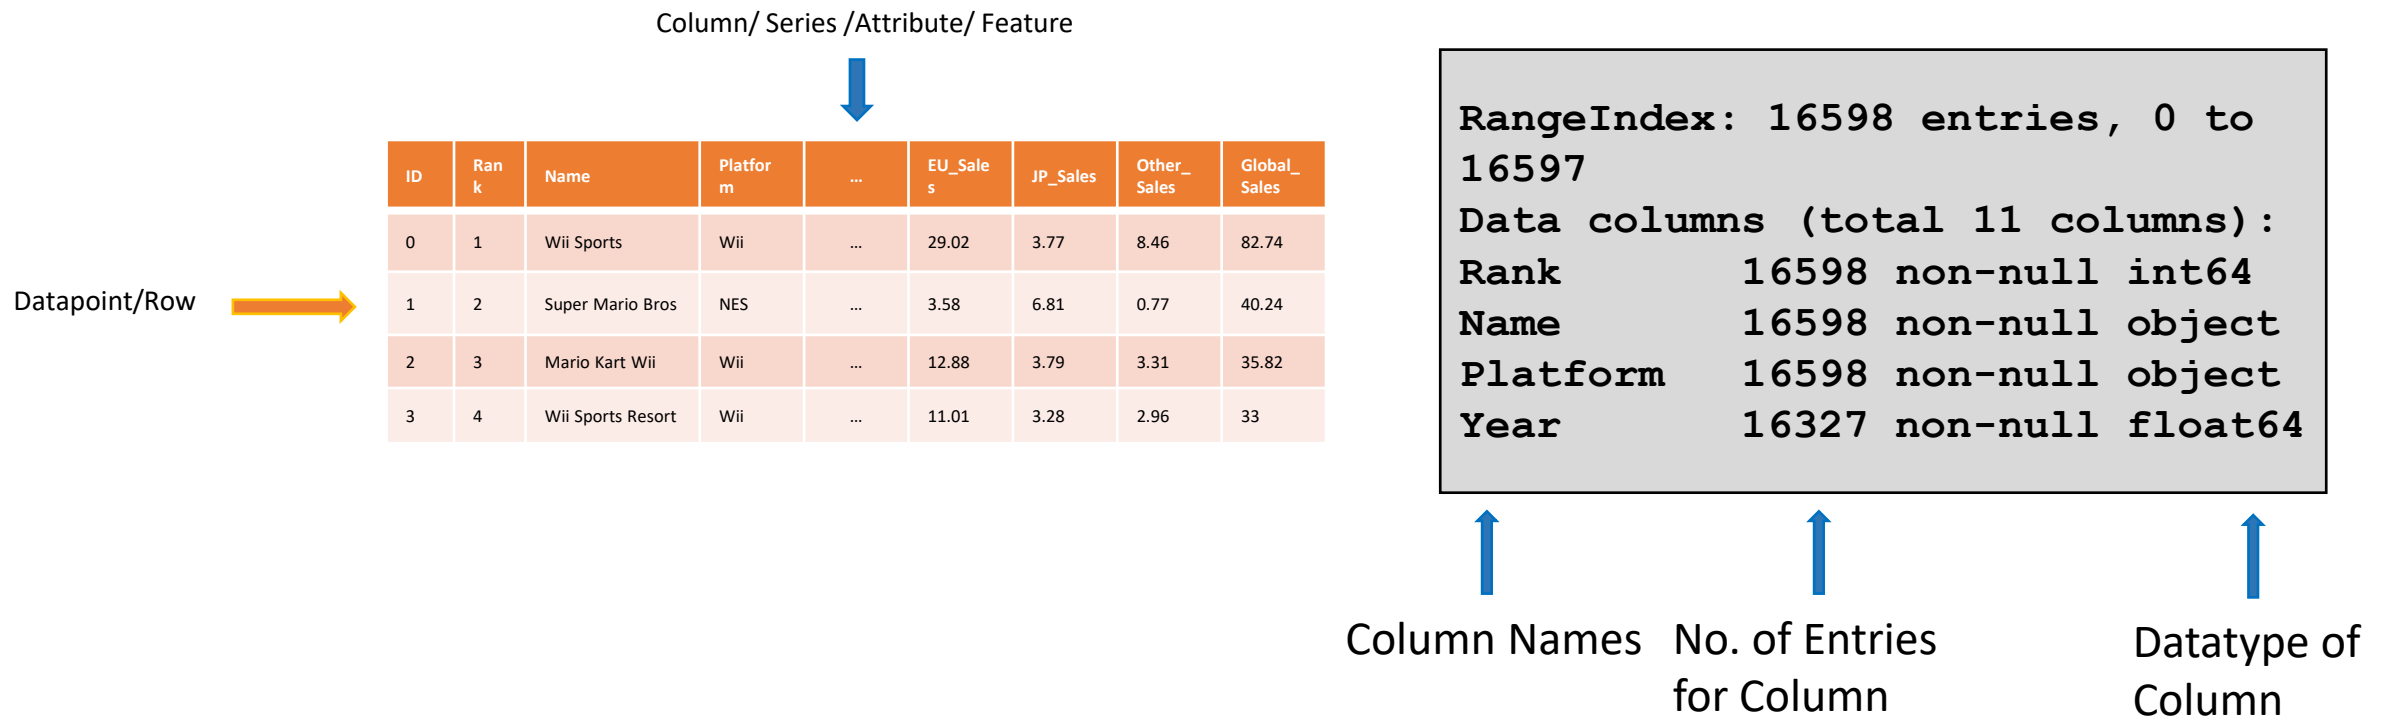 Column/ Series /Attribute/ Feature
Datapoint/Row
ID Ran
k Name Platfor
m ... EU_Sale
s JP_Sales Other_
Sales Global_
Sales
0 1 Wii Sports Wii ... 29.02 3.77 8.46 82.74
1 2 Super Mario Bros NES ... 3.58 6.81 0.77 40.24
2 3 Mario Kart Wii Wii ... 12.88 3.79 3.31 35.82
3 4 Wii Sports Resort Wii ... 11.01 3.28 2.96 33
RangeIndex: 16598 entries, 0 to
16597
Data columns (total 11 columns):
Rank 16598 non-null int64
Name 16598 non-null object
Platform 16598 non-null object
Year 16327 non-null float64
Column Names
No. of Entries
for Column
Datatype of
Column